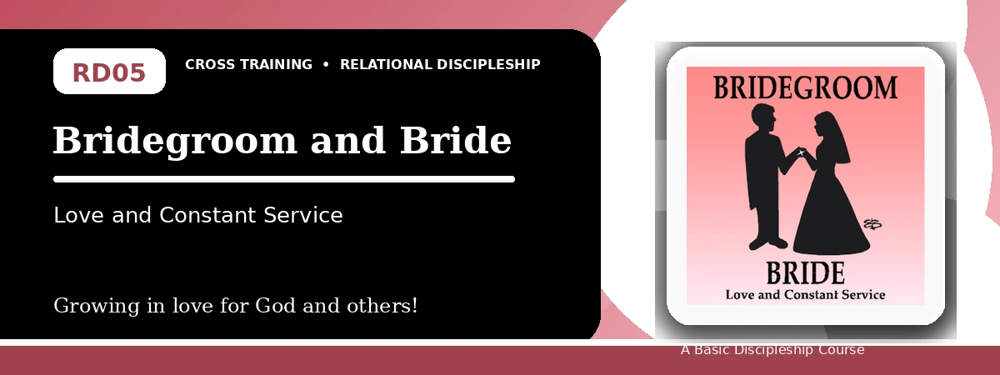 RD05
CROSS TRAINING • RELATIONAL DISCIPLESHIP
Bridegroom and Bride
Love and Constant Service
Growing in love for God and others!
BRIDEGROOM
BRIDE
Love and Constant Service
A Basic Discipleship Course